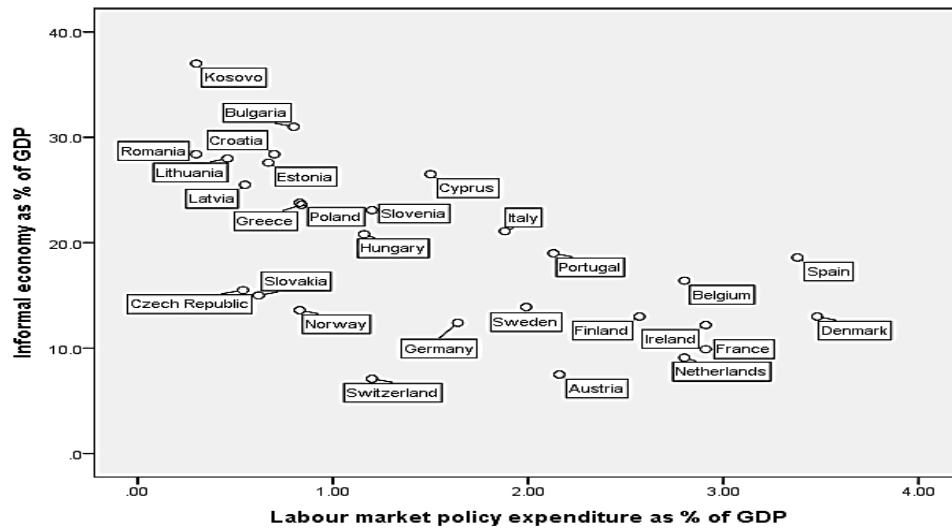 Informal economy as % of GDP
40.0
30.0
20.0
10.0
.0
Kosovo
Bulgaria
Croatia
Romania
Lithuania
Estonia
Latvia
Cyprus
Greece
Poland
Slovenia
Italy
Hungary
Portugal
Spain
Slovakia
Czech Republic
Belgium
Norway
Sweden
Finland
Ireland
Denmark
Germany
France
Netherlands
Switzerland
Austria
.00
1.00
2.00
3.00
4.00
Labour market policy expenditure as % of GDP